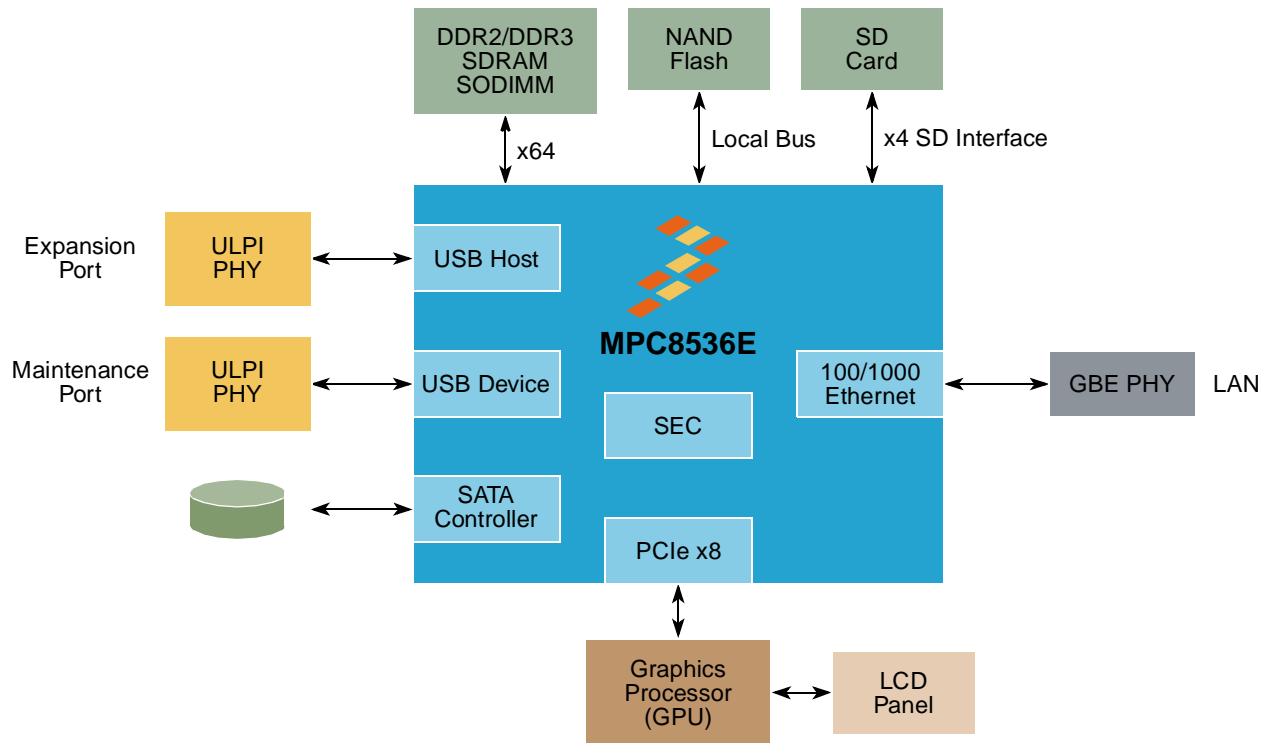 DDR2/DDR3
SDRAM
SODIMM
NAND
Flash
SD
Card
x64
Local Bus
x4 SD Interface
Expansion
Port
ULPI
PHY
USB Host
MPC8536E
Maintenance
Port
ULPI
PHY
USB Device
100/1000
Ethernet
GBE PHY
LAN
SEC
SATA
Controller
PCIe x8
Graphics
Processor
(GPU)
LCD
Panel